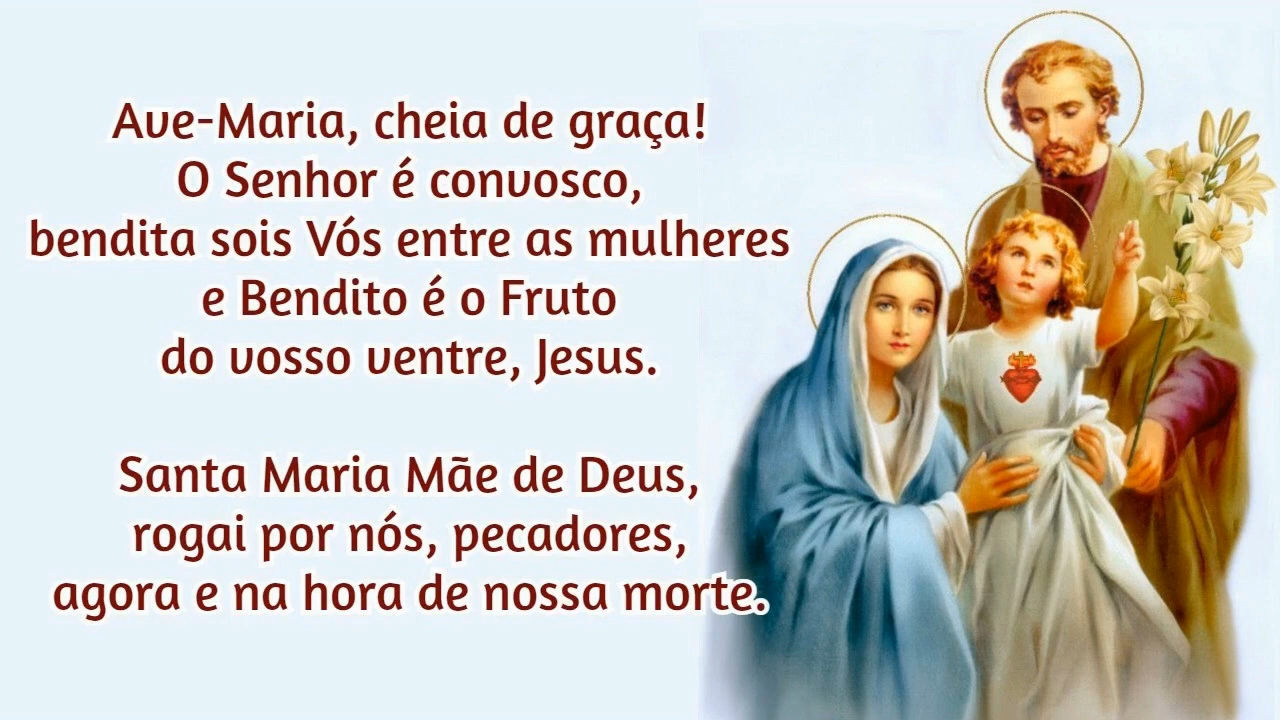 Ave-Maria, cheia de graça!
O Senhor é convosco,
bendita sois Vós entre as mulheres
e Bendito é o Fruto
do vosso ventre, Jesus.
Santa Maria Mãe de Deus,
rogai por nós, pecadores,
agora e na hora de nossa morte.